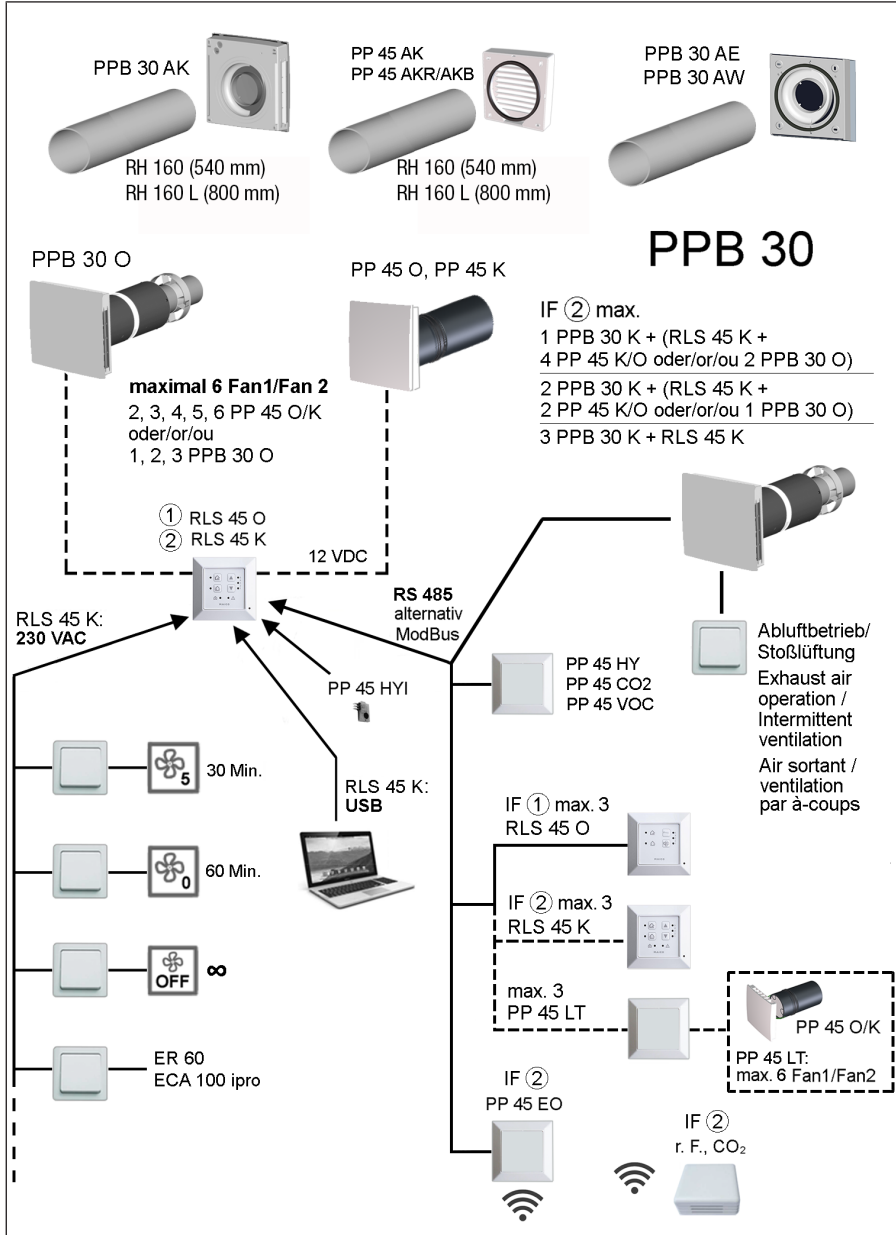 PPB 30 AK
RH 160 (540 mm)
RH 160 L (800 mm)
PP 45 AK
PP 45 AKR/AKB
RH 160 (540 mm)
RH 160 L (800 mm)
PPB 30 AE
PPB 30 AW
PPB 30
PPB 30 O
PP 45 O, PP 45 K
maximal 6 Fan1/Fan 2
2, 3, 4, 5, 6 PP 45 O/K
oder/or/ou
1, 2, 3 PPB 30 O
IF ② max.
1 PPB 30 K + (RLS 45 K +
4 PP 45 K/O oder/or/ou 2 PPB 30 O)
2 PPB 30 K + (RLS 45 K +
2 PP 45 K/O oder/or/ou 1 PPB 30 O)
3 PPB 30 K + RLS 45 K
① RLS 45 O
② RLS 45 K
12 VDC
RLS 45 K:
230 VAC
RS 485
alternativ
ModBus
PP 45 HYI
RLS 45 K:
USB
Abluftbetrieb/
Stoßlüftung
Exhaust air
operation /
Intermittent
ventilation
Air sortant /
ventilation
par à-coups
PP 45 HY
PP 45 CO2
PP 45 VOC
5
30 Min.
0
60 Min.
OFF
∞
ER 60
ECA 100 ipro
IF ① max. 3
RLS 45 O
IF ② max. 3
RLS 45 K
max. 3
PP 45 LT
PP 45 O/K
PP 45 LT:
max. 6 Fan1/Fan2
IF ②
PP 45 EO
IF ②
r. F., CO₂